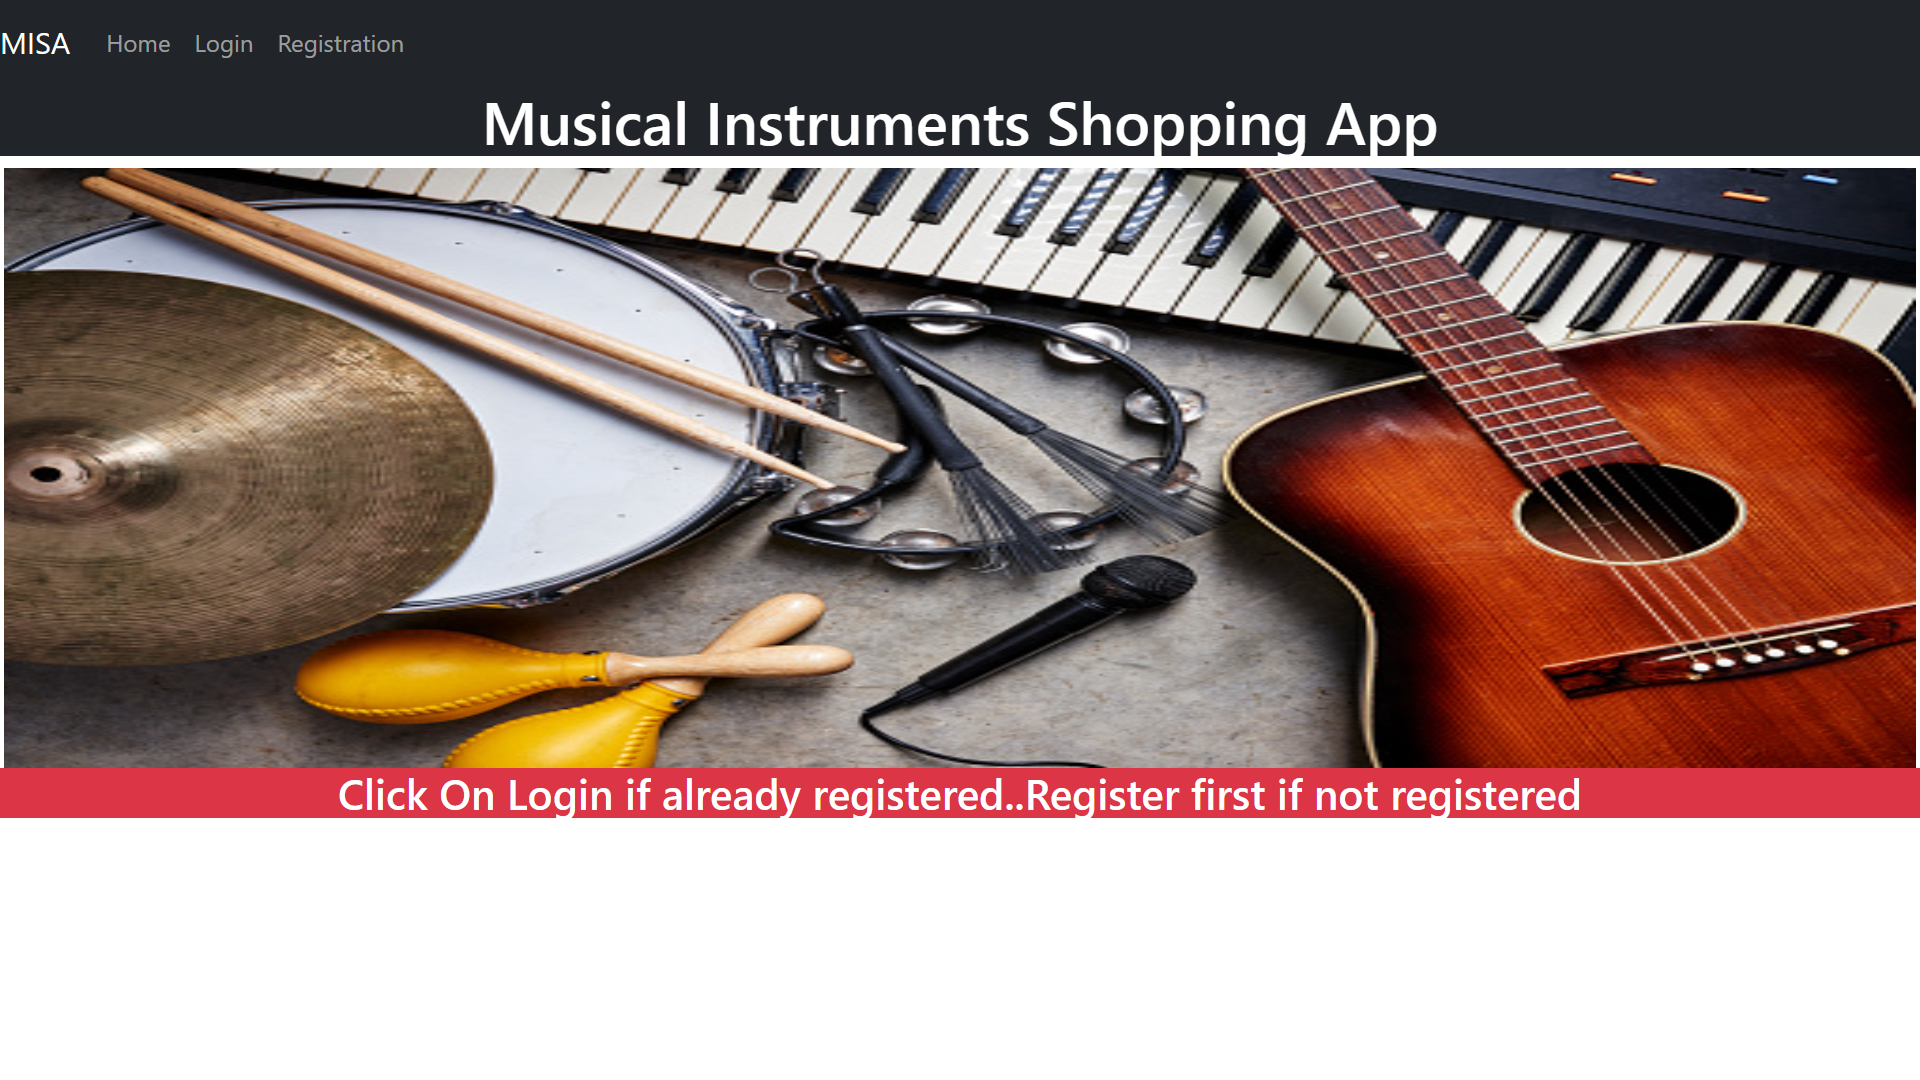 MISA Home Login Registration
Musical Instruments Shopping App
Click On Login if already registered..Register first if not registered